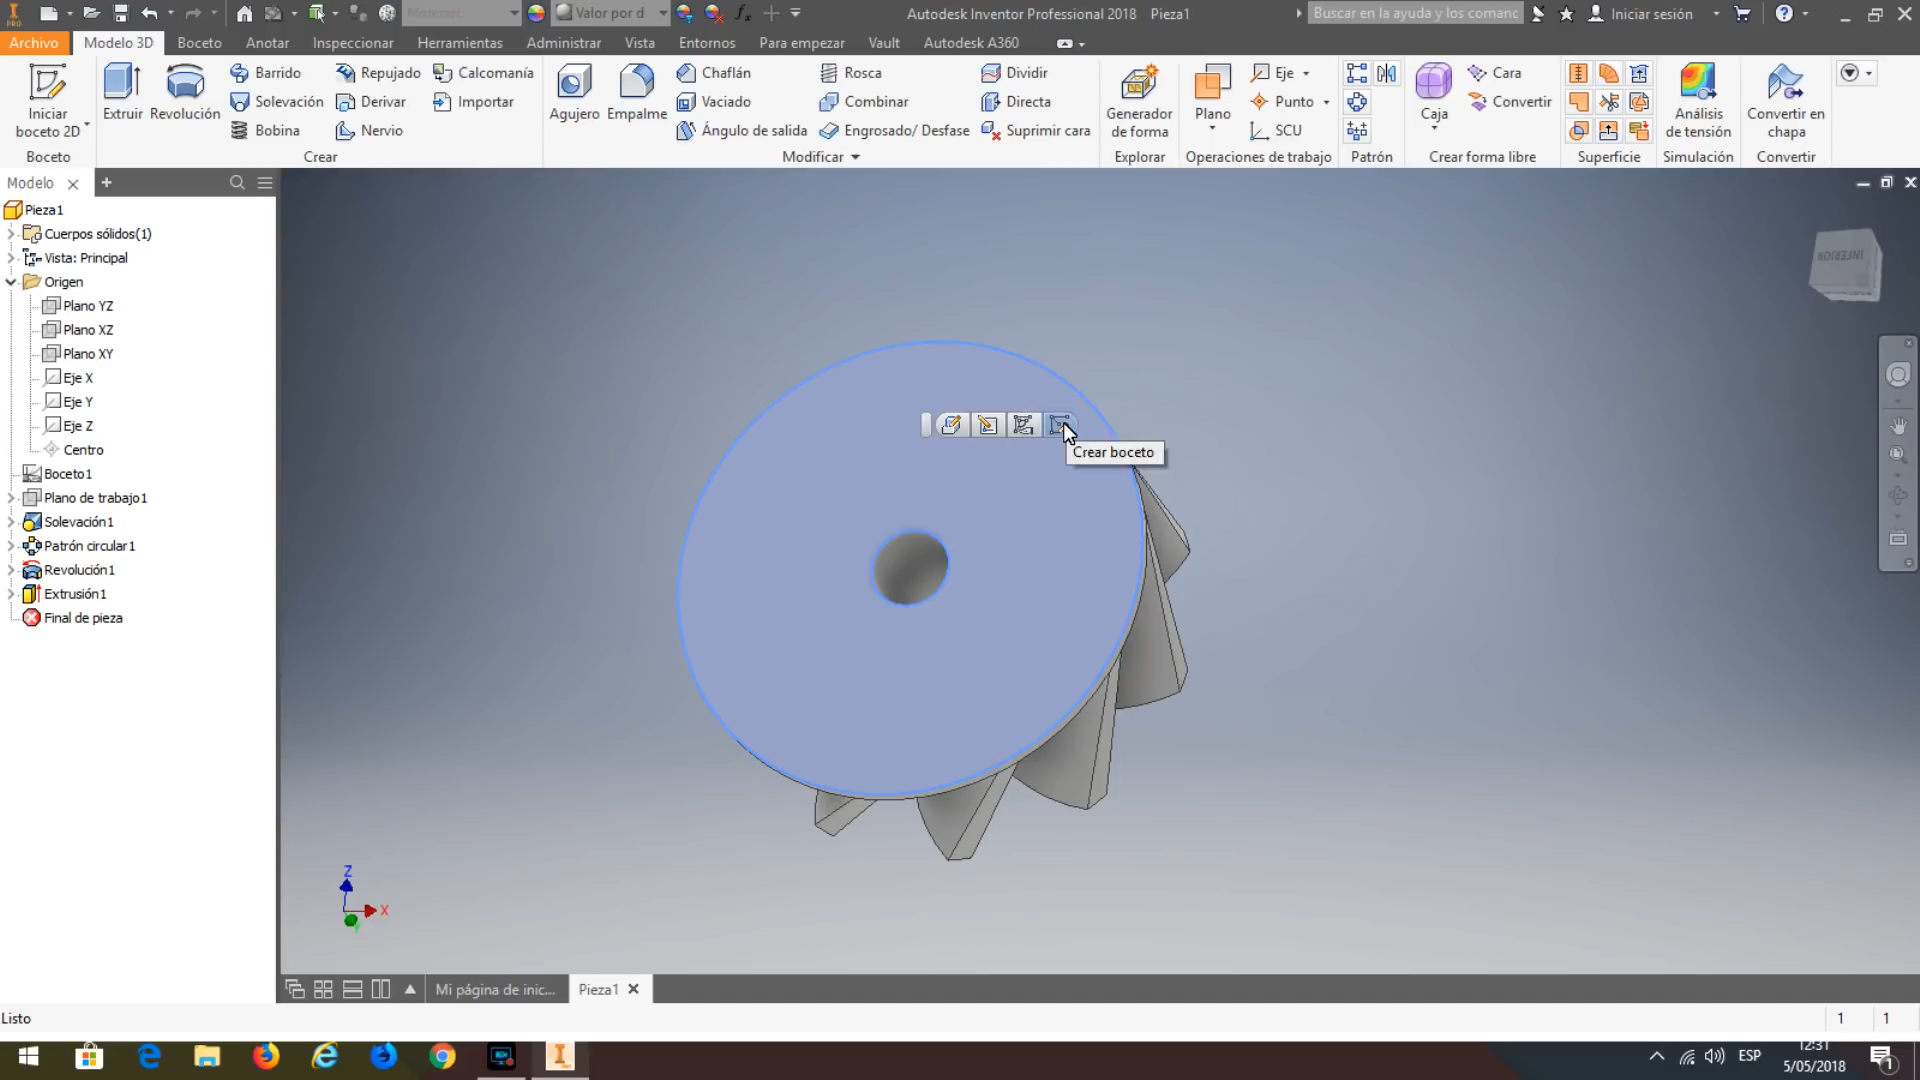 PRO
Material
Valor por d
Autodesk Inventor Professional 2018 Pieza1
Buscar en la ayuda y los comanc
Iniciar sesión
Archivo
Modelo 3D
Boceto
Anotar
Inspeccionar
Herramientas
Administrar
Vista
Entornos
Para empezar
Vault
Autodesk A360
Iniciar
boceto 2D
Boceto
Extruir
Revolución
Barrido
Solevación
Bobina
Repujado
Derivar
Nervio
Calcomanía
Importar
Crear
Agujero
Empalme
Chaflán
Vaciado
Ángulo de salida
Rosca
Combinar
Engrosado/ Desfase
Dividir
Directa
Suprimir cara
Modificar
Generador
de forma
Explorar
Plano
Eje
Punto
SCU
Operaciones de trabajo
Patrón
Caja
Cara
Convertir
Crear forma libre
Superficie
Análisis
de tensión
Simulación
Convertir en
chapa
Convertir
Modelo
Pieza1
Cuerpos sólidos(1)
Vista: Principal
Origen
Plano YZ
Plano XZ
Plano XY
Eje X
Eje Y
Eje Z
Centro
Boceto1
Plano de trabajo1
Solevación1
Patrón circular1
Revolución1
Extrusión1
Final de pieza
INFERIOR
Crear boceto
Z
X
Y
Mi página de inic...
Pieza1
Listo
1
1
ESP
12:31
5/05/2018
1